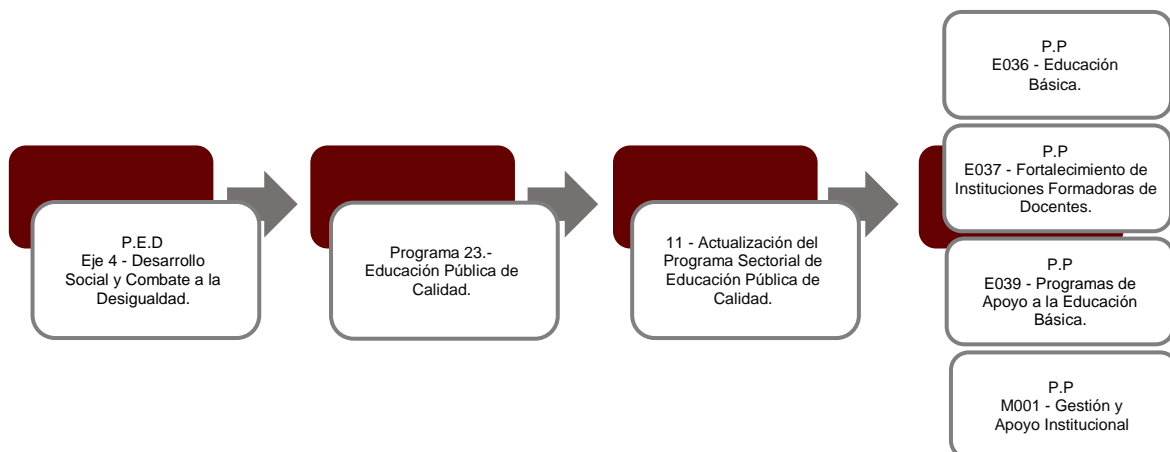 P.E.D
Eje 4 - Desarrollo
Social y Combate a la
Desigualdad.
Programa 23.-
Educación Pública de
Calidad.
11 - Actualización del
Programa Sectorial de
Educación Pública de
Calidad.
P.P
E036 - Educación
Básica.
P.P
E037 - Fortalecimiento de
Instituciones Formadoras de
Docentes.
P.P
E039 - Programas de
Apoyo a la Educación
Básica.
P.P
M001 - Gestión y
Apoyo Institucional